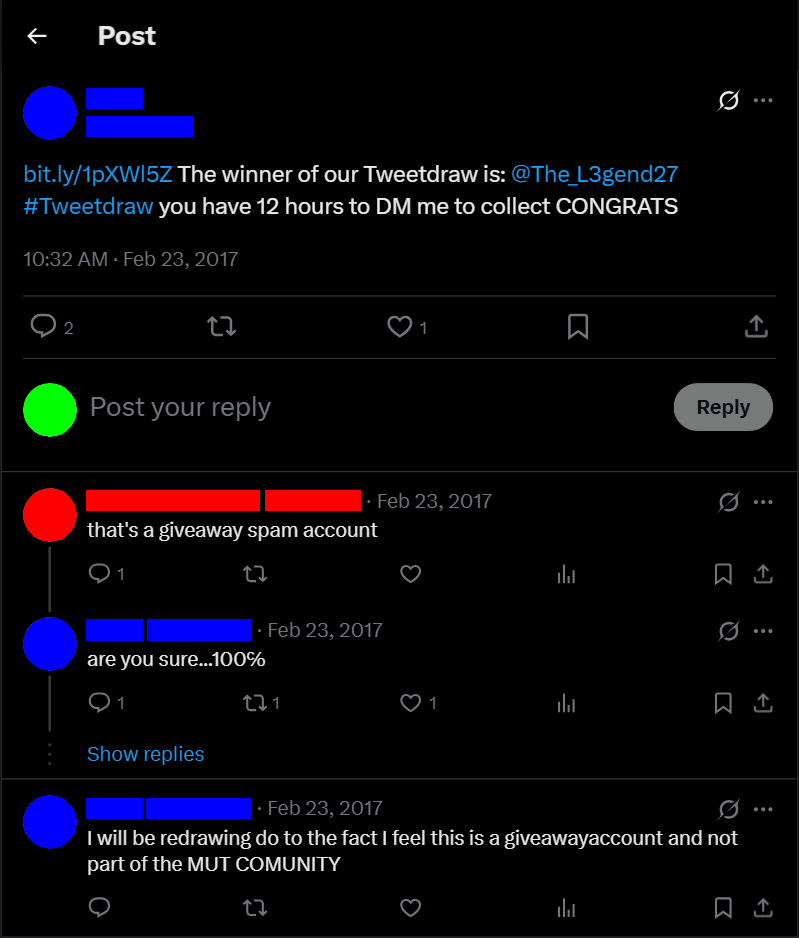 Post
bit.ly/1pXWl5Z The winner of our Tweetdraw is: @The_L3gend27
#Tweetdraw you have 12 hours to DM me to collect CONGRATS
10:32 AM · Feb 23, 2017
2
1
Post your reply
Reply
· Feb 23, 2017
that's a giveaway spam account
1
· Feb 23, 2017
are you sure...100℅
1
1
1
Show replies
· Feb 23, 2017
I will be redrawing do to the fact I feel this is a giveawayaccount and not
part of the MUT COMUNITY